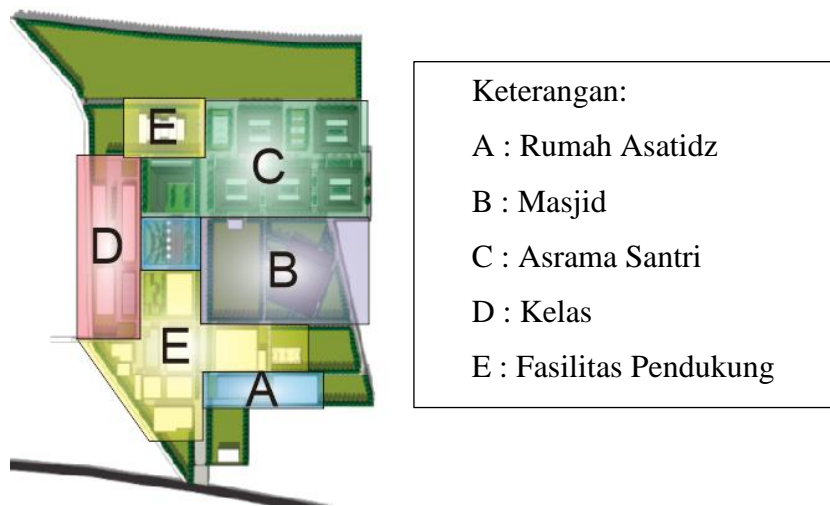 E
C
D
B
E
A
Keterangan:
A : Rumah Asatidz
B : Masjid
C : Asrama Santri
D : Kelas
E : Fasilitas Pendukung